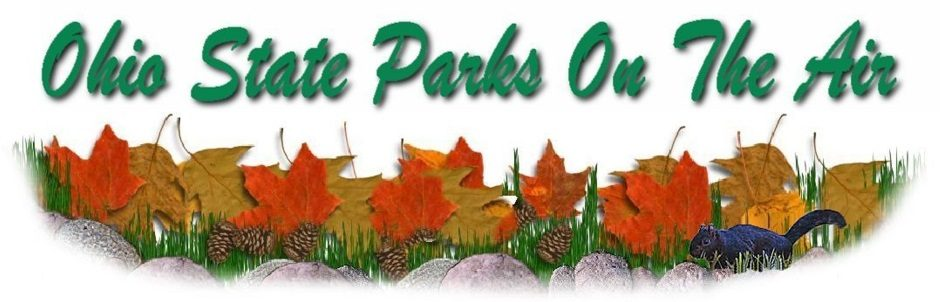 Ohio State Parks On The Air